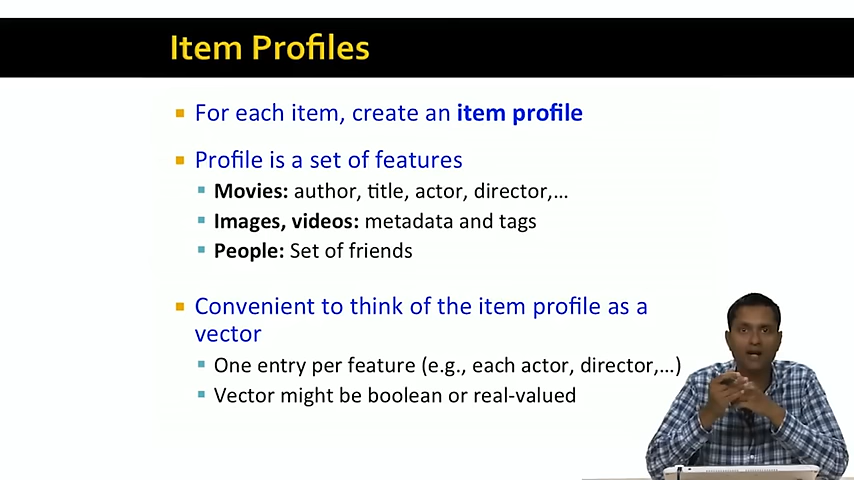 Item Profiles
For each item, create an item profile
Profile is a set of features
Movies: author, title, actor, director,...
Images, videos: metadata and tags
People: Set of friends
Convenient to think of the item profile as a
vector
One entry per feature (e.g., each actor, director,...)
Vector might be boolean or real-valued